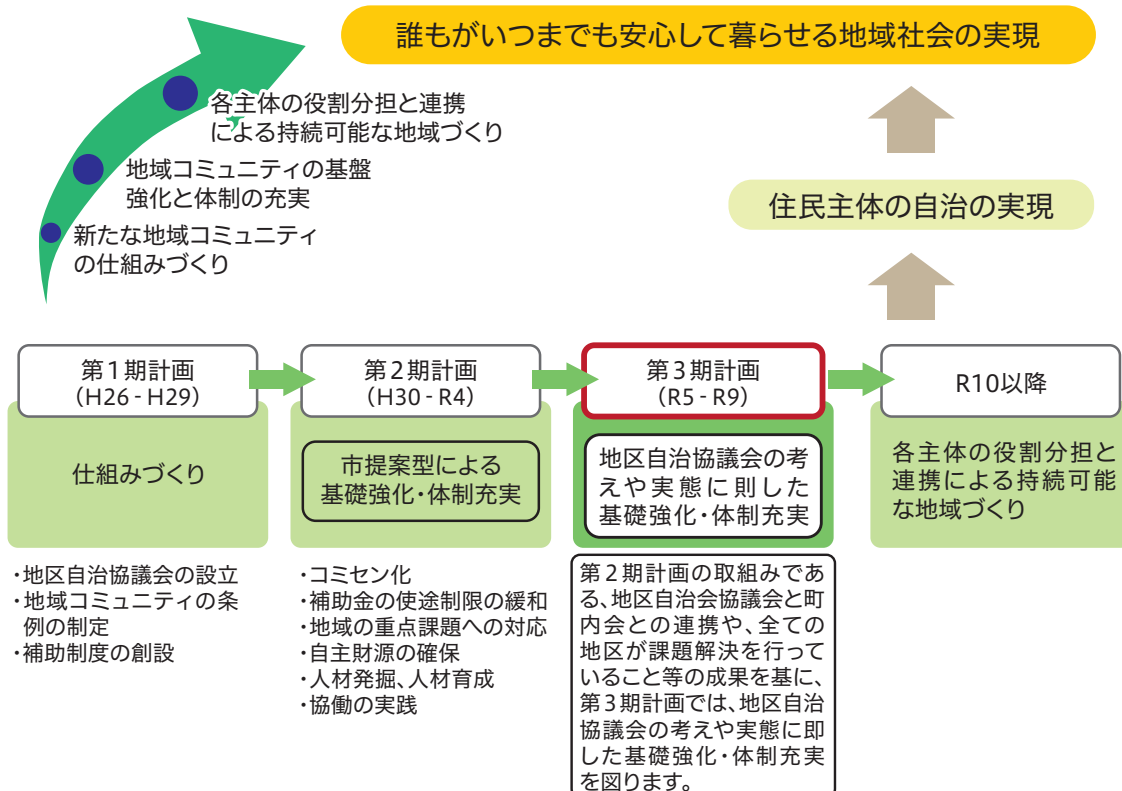 誰もがいつまでも安心して暮らせる地域社会の実現
各主体の役割分担と連携
による持続可能な地域づくり
地域コミュニティの基盤
強化と体制の充実
新たな地域コミュニティ
の仕組みづくり
住民主体の自治の実現
第1期計画
(H26-H29)
仕組みづくり
・地区自治協議会の設立
・地域コミュニティの条
例の制定
・補助制度の創設
第2期計画
(H30-R4)
市提案型による
基礎強化・体制充実
・コミセン化
・補助金の使途制限の緩和
・地域の重点課題への対応
・自主財源の確保
・人材発掘、人材育成
・協働の実践
第3期計画
(R5-R9)
地区自治協議会の考
えや実態に則した
基礎強化・体制充実
第2期計画の取組みであ
る、地区自治会協議会と町
内会との連携や、全ての
地区が課題解決を行って
いること等の成果を基に、
第3期計画では、地区自治
協議会の考えや実態に即
した基礎強化・体制充実
を図ります。
R10以降
各主体の役割分担と
連携による持続可能
な地域づくり